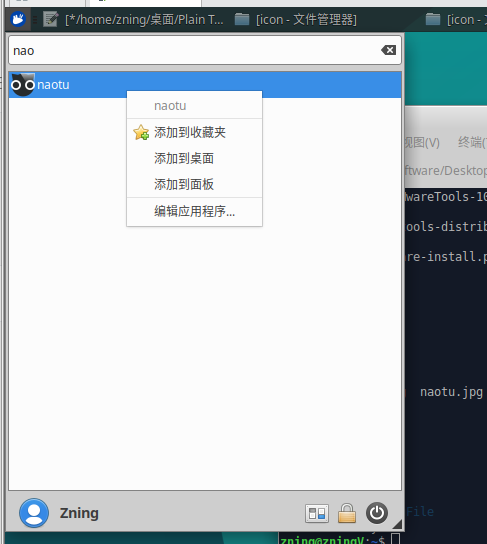 [*/home/zning/桌面/Plain T...
[icon - 文件管理器]
[icon - 
nao
naotu
naotu
添加到收藏夹
添加到桌面
添加到面板
编辑应用程序...
视图(V) 终端(
ftware/Desktop
wareTools-10
ools-distrib
re-install.p
naotu.jpg
File
Zning
zning@zningV:~$